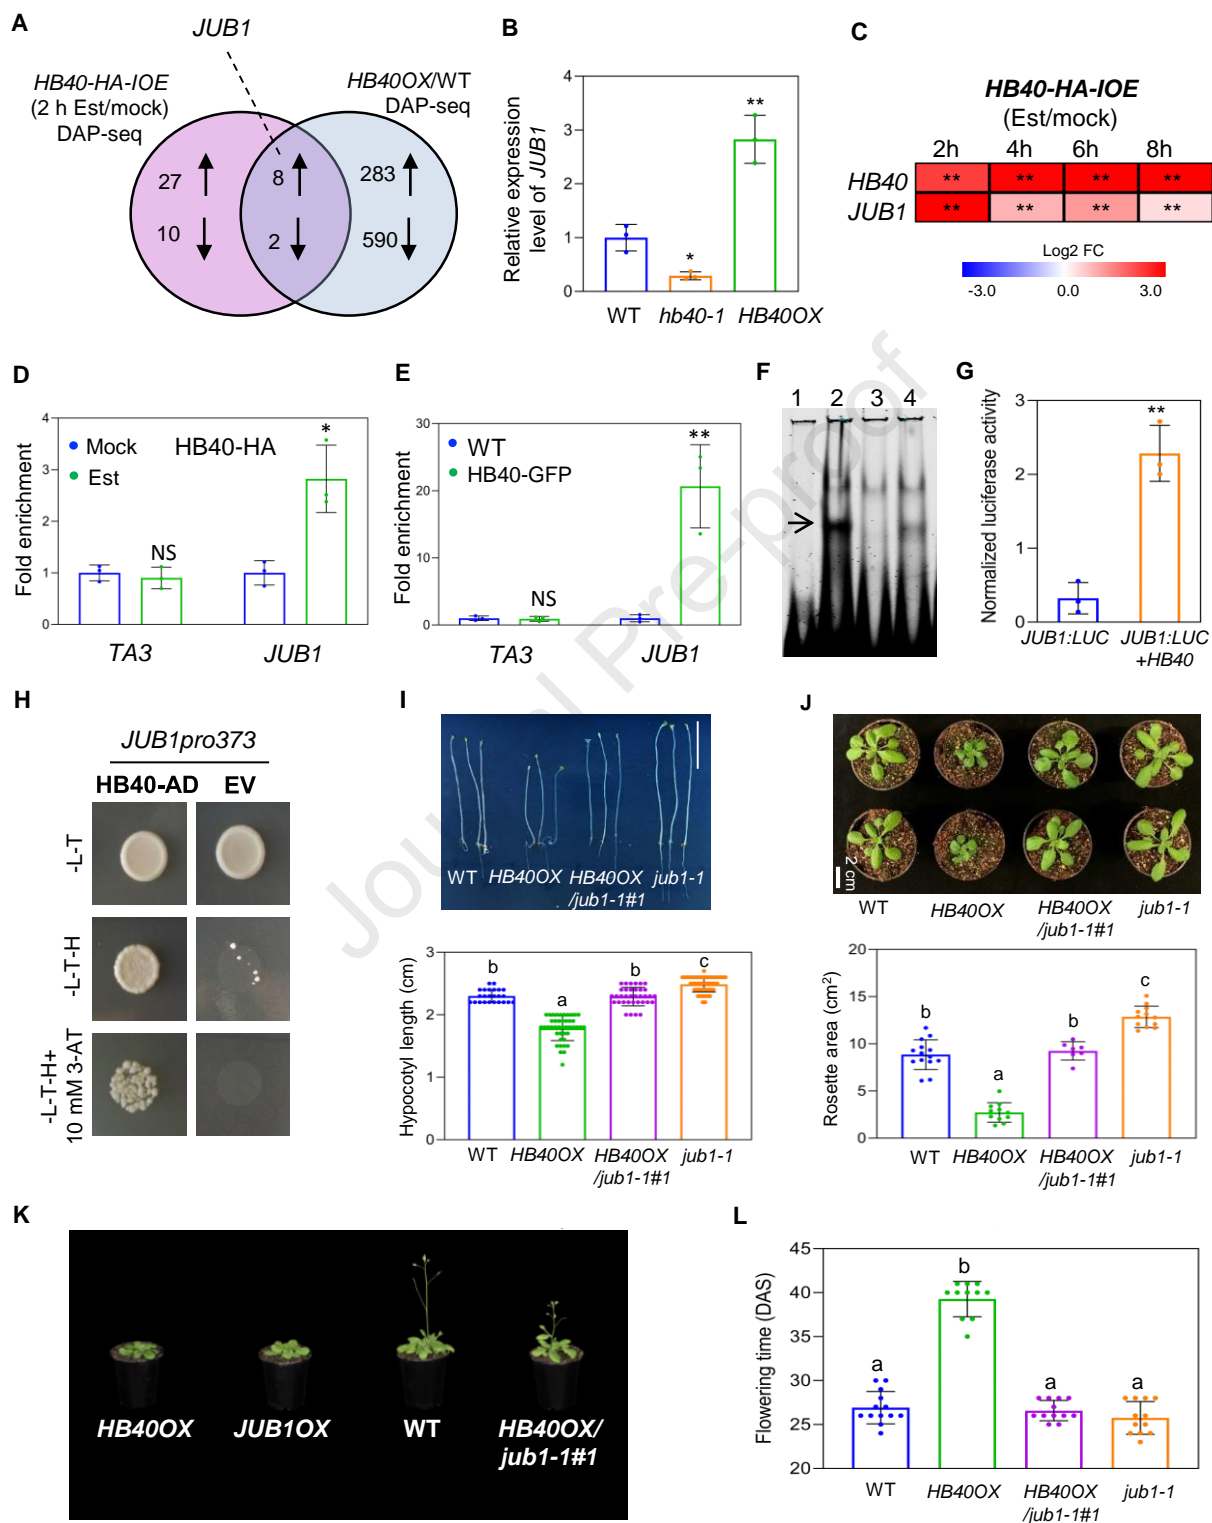 A
JUB1
HB40-HA-IOE
(2 h Est/mock)
DAP-seq
HB40OX/WT
DAP-seq
27
8
283
10
2
590
B
Relative expression
level of JUB1
4
3
2
1
0
**
*
WT hb40-1 HB40OX
C
HB40-HA-IOE
(Est/mock)
2h 4h 6h 8h
HB40 ** ** ** **
JUB1 ** ** ** **
Log2 FC
-3.0 0.0 3.0
D
Fold enrichment
4
3
2
1
0
Mock
Est
HB40-HA
NS
*
TA3 JUB1
E
Fold enrichment
30
20
10
0
WT
HB40-GFP
NS
**
TA3 JUB1
F
1 2 3 4
G
Normalized luciferase activity
3
2
1
0
**
JUB1:LUC JUB1:LUC
+HB40
H
JUB1pro373
HB40-AD EV
-L-T
-L-T-H
-L-T-H+
10 mM 3-AT
I
WT HB40OX HB40OX
/jub1-1#1 jub1-1
Hypocotyl length (cm)
3
2
1
0
b
a
b
c
WT HB40OX HB40OX
/jub1-1#1 jub1-1
J
2 cm
WT HB40OX HB40OX
/jub1-1#1 jub1-1
Rosette area (cm²)
20
15
10
5
0
b
a
b
c
WT HB40OX HB40OX
/jub1-1#1 jub1-1
K
HB40OX JUB1OX WT HB40OX/
jub1-1#1
L
Flowering time (DAS)
45
40
35
30
25
20
a
b
a
a
WT HB40OX HB40OX
/jub1-1#1 jub1-1
Journal Pre-proof